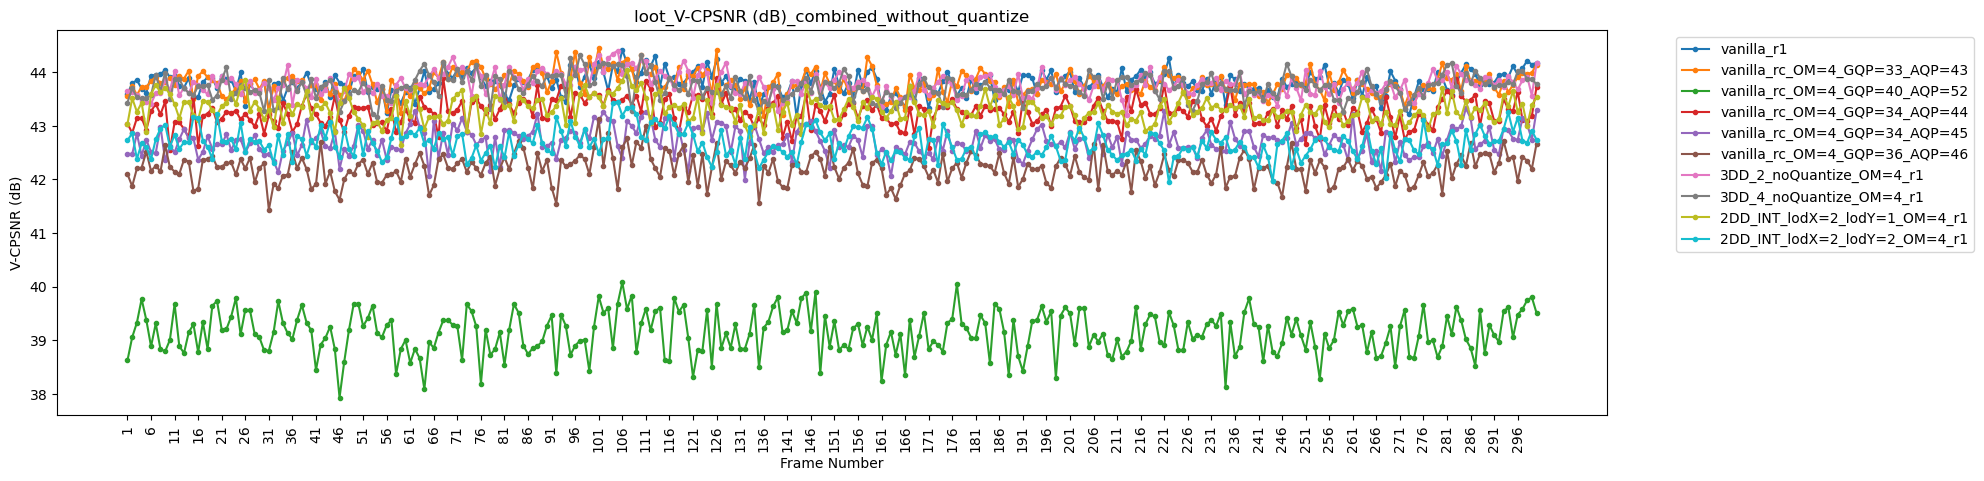 loot_V-CPSNR (dB)_combined_without_quantize
V-CPSNR (dB)
44
43
42
41
40
39
38
1 6 11 16 21 26 31 36 41 46 51 56 61 66 71 76 81 86 91 96 101 106 111 116 121 126 131 136 141 146 151 156 161 166 171 176 181 186 191 196 201 206 211 216 221 226 231 236 241 246 251 256 261 266 271 276 281 286 291 296
Frame Number
vanilla_r1
vanilla_rc_OM=4_GQP=33_AQP=43
vanilla_rc_OM=4_GQP=40_AQP=52
vanilla_rc_OM=4_GQP=34_AQP=44
vanilla_rc_OM=4_GQP=34_AQP=45
vanilla_rc_OM=4_GQP=36_AQP=46
3DD_2_noQuantize_OM=4_r1
3DD_4_noQuantize_OM=4_r1
2DD_INT_lodX=2_lodY=1_OM=4_r1
2DD_INT_lodX=2_lodY=2_OM=4_r1